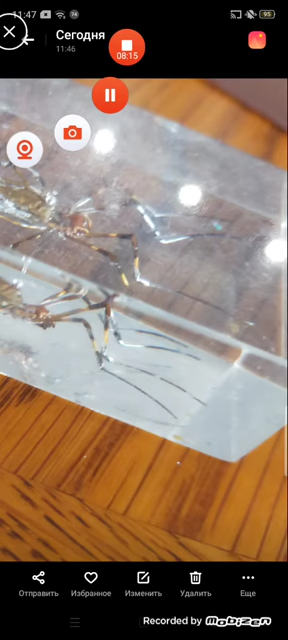 11:47
74
95
Сегодня
11:46
08:15
Отправить
Избранное
Изменить
Удалить
Еще
Recorded by mobizen